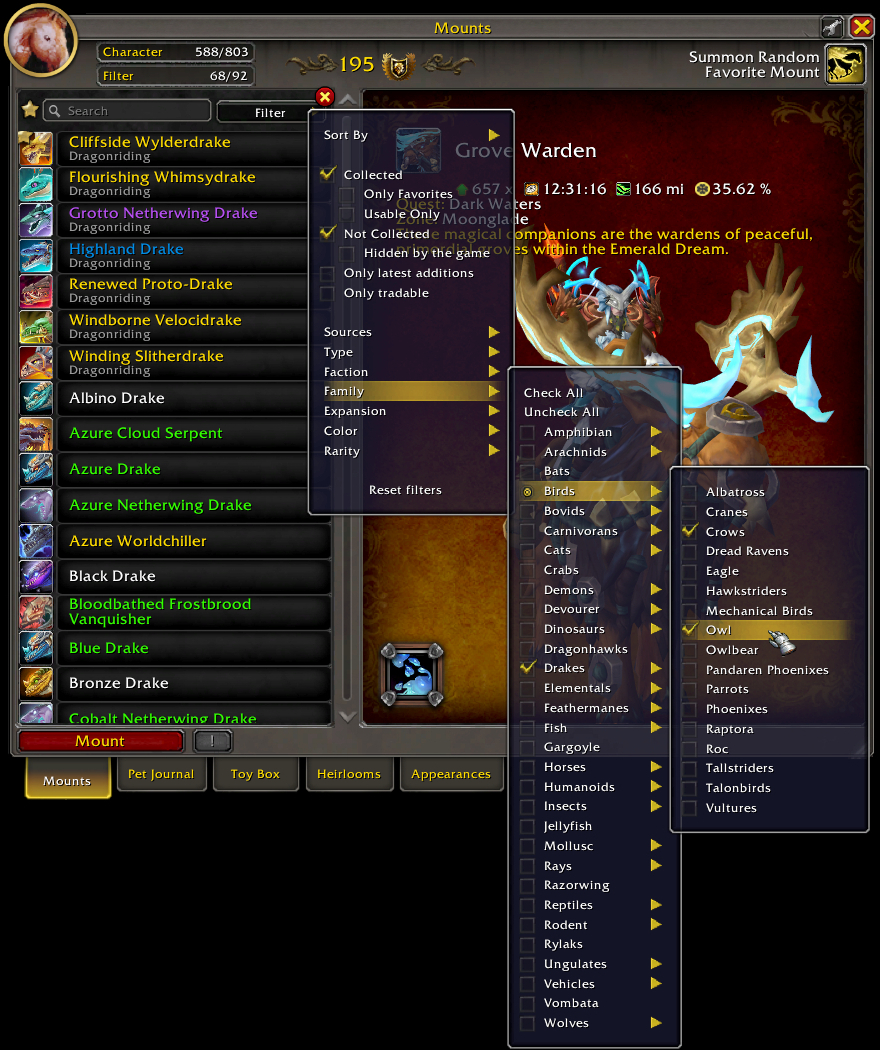 Mounts
Character 588/803
Filter 68/92
195
Summon Random
Favorite Mount
Search
Filter
Cliffside Wylderdrake
Dragonriding
Flourishing Whimsydrake
Dragonriding
Grotto Netherwing Drake
Dragonriding
Highland Drake
Dragonriding
Renewed Proto-Drake
Dragonriding
Windborne Velocidrake
Dragonriding
Winding Slitherdrake
Dragonriding
Albino Drake
Azure Cloud Serpent
Azure Drake
Azure Netherwing Drake
Azure Worldchiller
Black Drake
Bloodbathed Frostbrood
Vanquisher
Blue Drake
Bronze Drake
Cobalt Netherwing Drake
Mount
!
Mounts
Pet Journal
Toy Box
Heirlooms
Appearances
Grove Warden
657 x
12:31:16
166 mi
35.62 %
Quest: Dark Waters
Zone: Moonglade
These magical companions are the wardens of peaceful,
primordial groves within the Emerald Dream.
Sort By
Collected
Only Favorites
Usable Only
Not Collected
Hidden by the game
Only latest additions
Only tradable
Sources
Type
Faction
Family
Expansion
Color
Rarity
Reset filters
Check All
Uncheck All
Amphibian
Arachnids
Bats
Birds
Bovids
Carnivorans
Cats
Crabs
Demons
Devourer
Dinosaurs
Dragonhawks
Drakes
Elementals
Feathermanes
Fish
Gargoyle
Horses
Humanoids
Insects
Jellyfish
Mollusc
Rays
Razorwing
Reptiles
Rodent
Rylaks
Ungulates
Vehicles
Vombata
Wolves
Albatross
Cranes
Crows
Dread Ravens
Eagle
Hawkstriders
Mechanical Birds
Owl
Owlbear
Pandaren Phoenixes
Parrots
Phoenixes
Raptora
Roc
Tallstriders
Talonbirds
Vultures